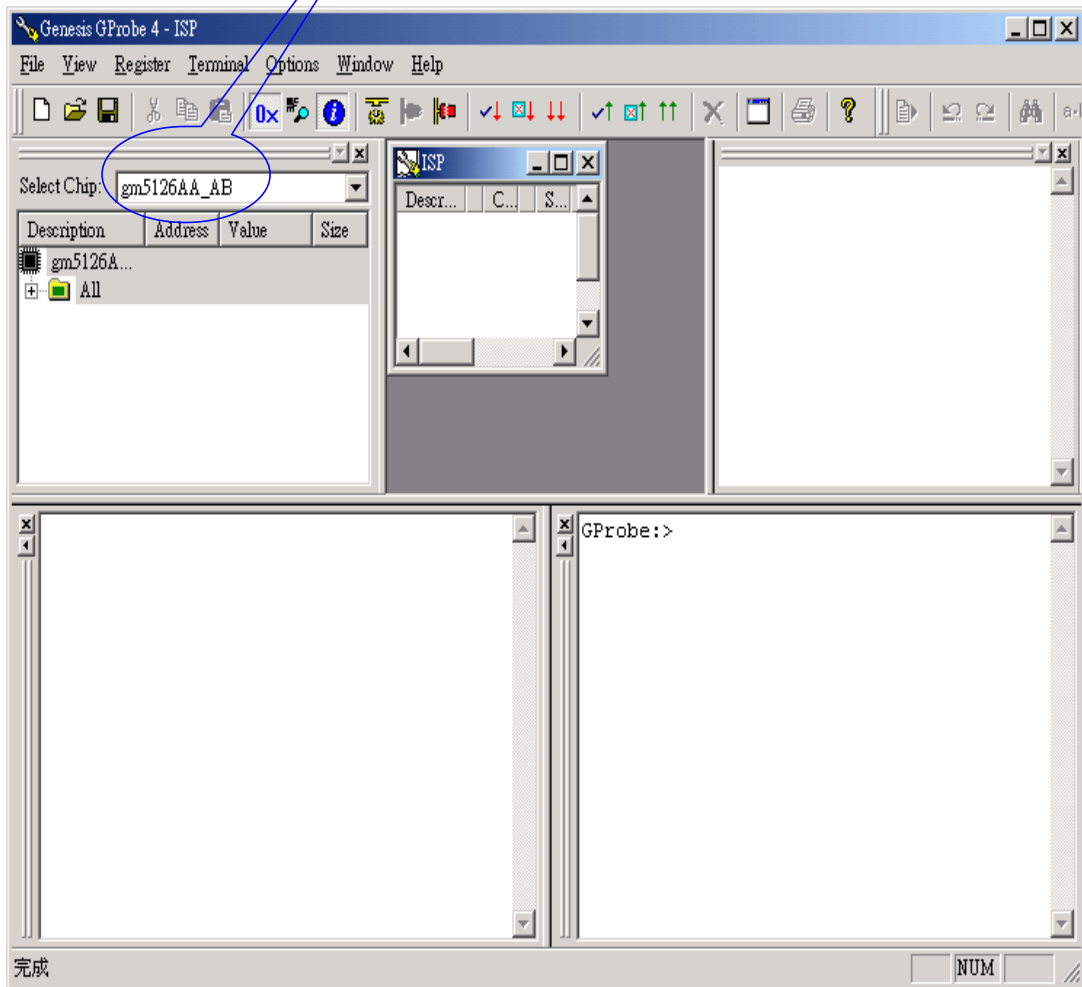 Genesis GProbe 4 - ISP
File View Register Terminal Options Window Help
0x
Select Chip: gm5126AA_AB
Description Address Value Size
gm5126A...
All
ISP
Descr... C... S...
GProbe:>
完成
NUM